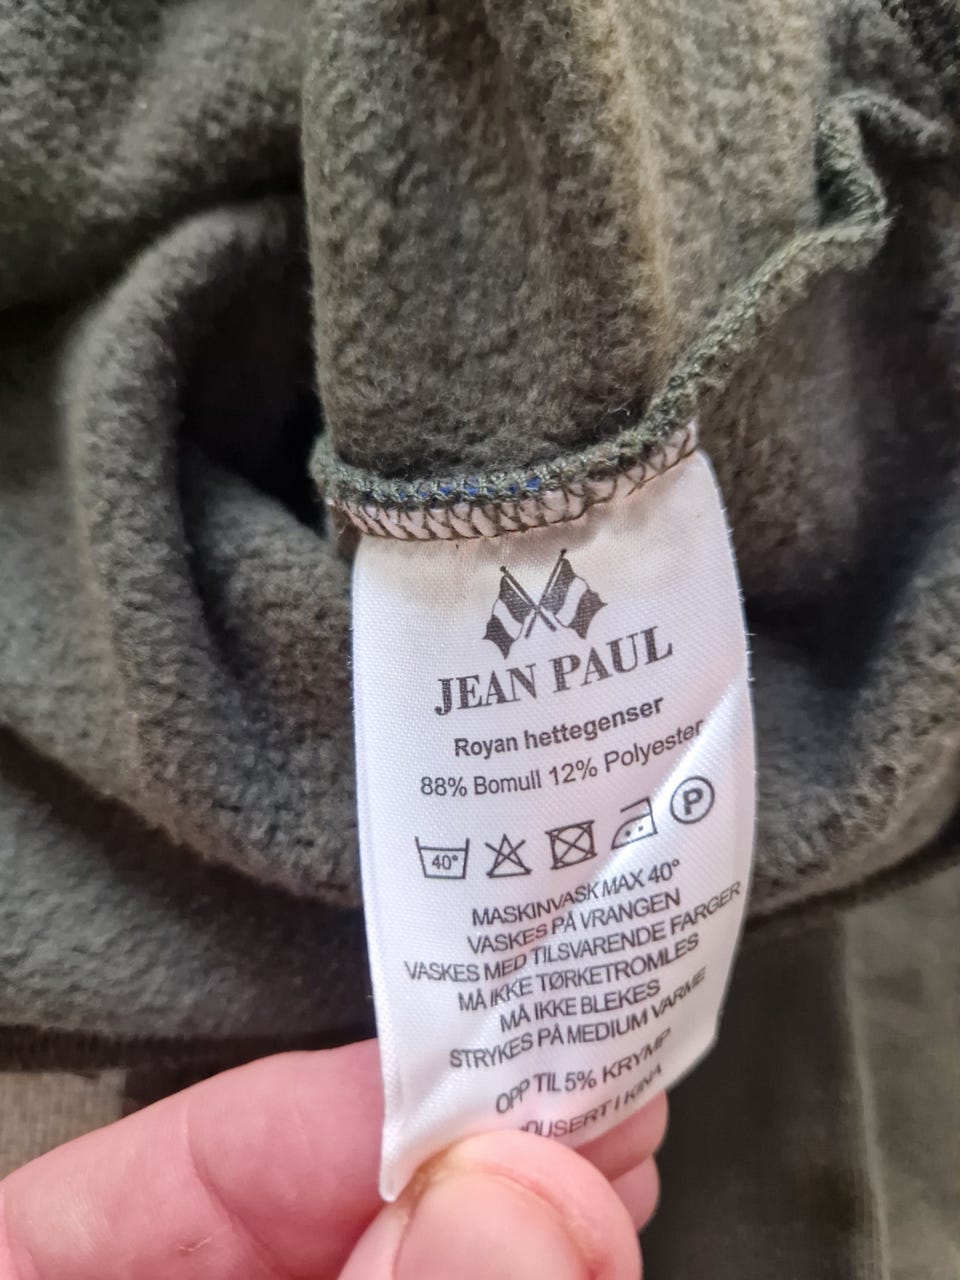 JEAN PAUL
Royan hettegenser
88% Bomull 12% Polyester
40° P
MASKINVASK MAX 40°
VASKES PÅ VRANGEN
VASKES MED TILSVARENDE FARGER
MÅ IKKE TØRKETROMLES
MÅ IKKE BLEKES
STRYKES PÅ MEDIUM VARME
OPP TIL 5% KRYMP
I KINA